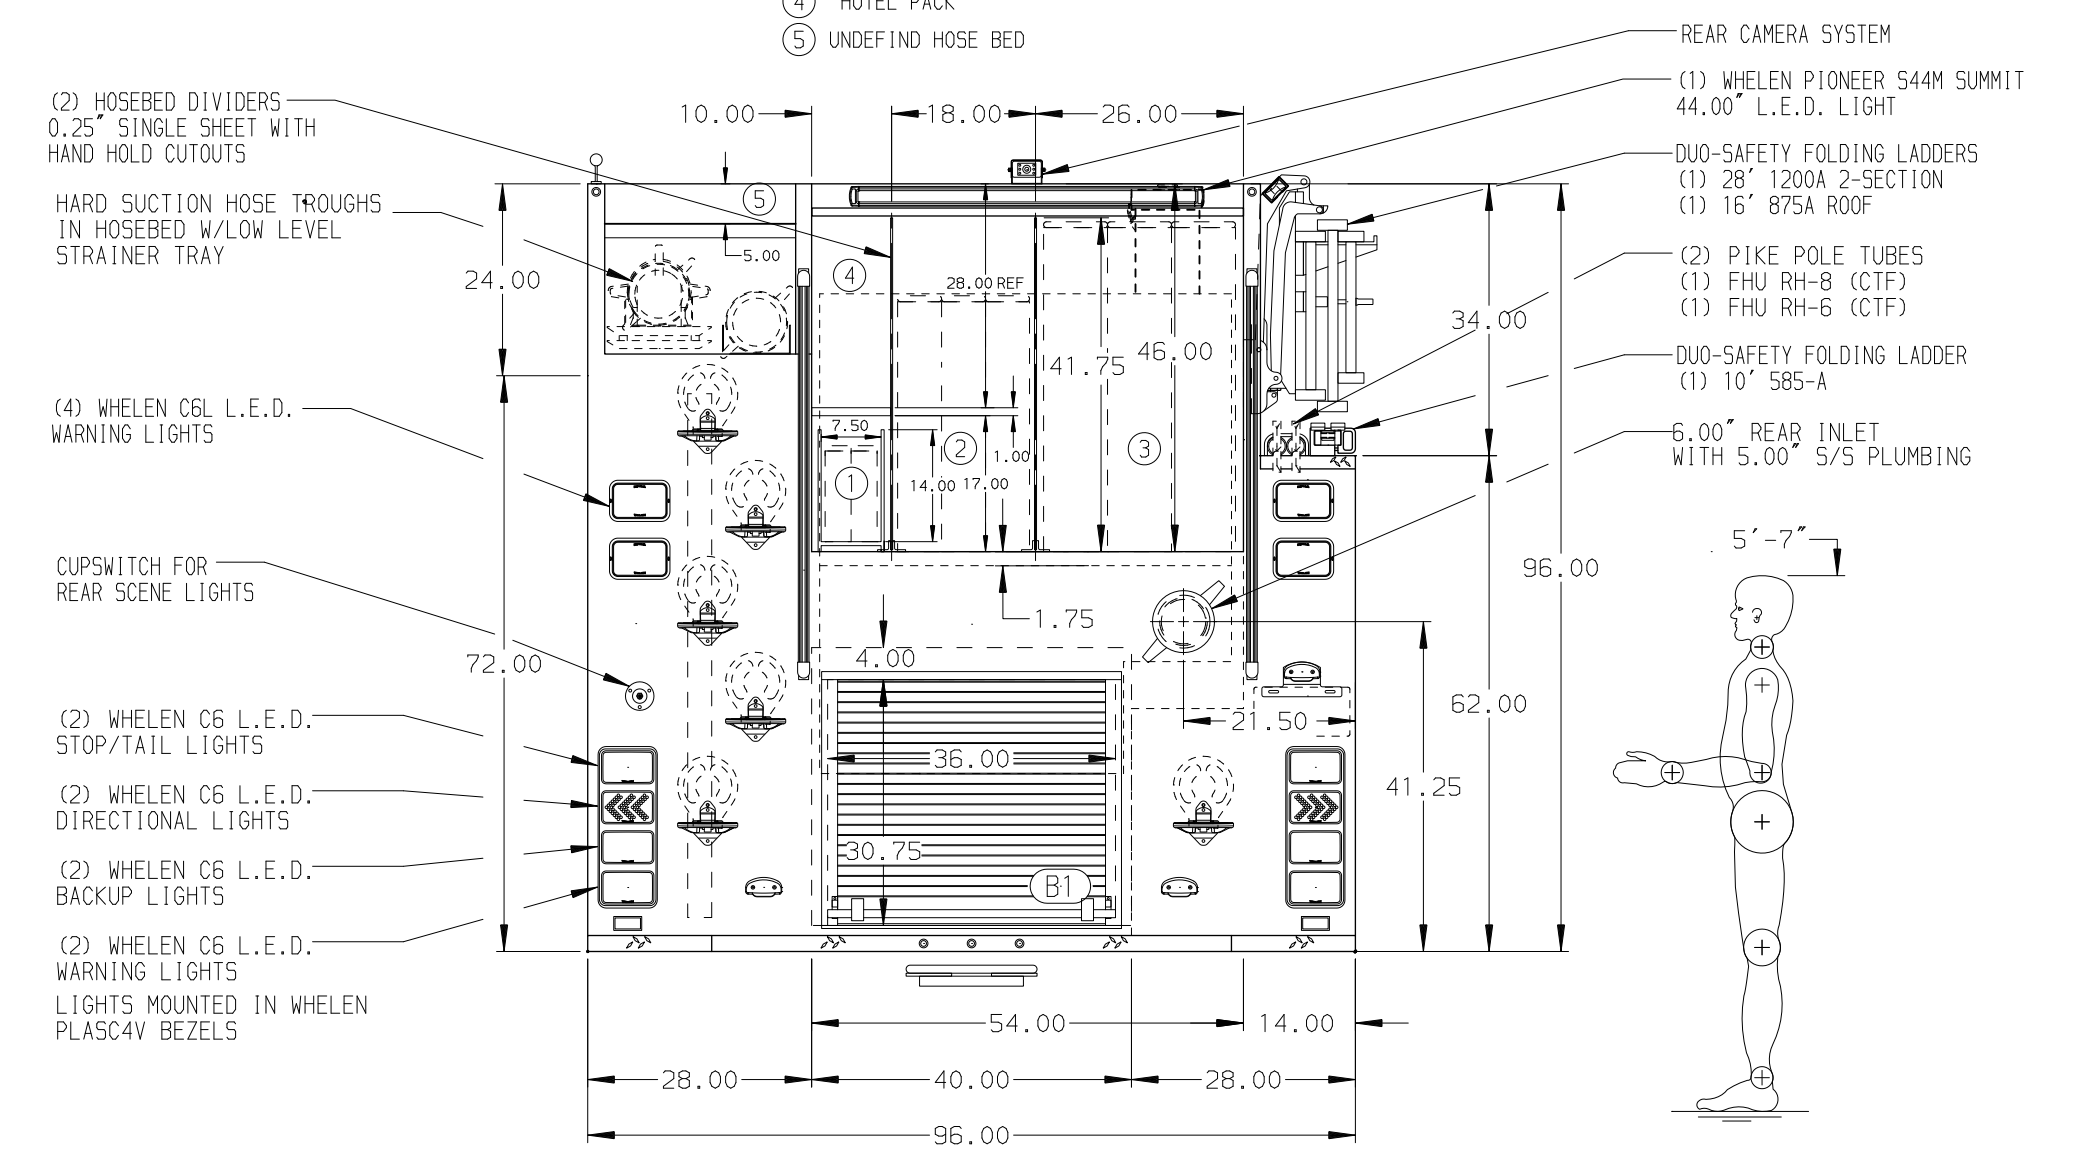 4 HOTEL PACK
5 UNDEFIND HOSE BED
(2) HOSEBED DIVIDERS
0.25" SINGLE SHEET WITH
HAND HOLD CUTOUTS
HARD SUCTION HOSE TROUGHS
IN HOSEBED W/LOW LEVEL
STRAINER TRAY
(4) WHELEN C6L L.E.D.
WARNING LIGHTS
CUPSWITCH FOR
REAR SCENE LIGHTS
(2) WHELEN C6 L.E.D.
STOP/TAIL LIGHTS
(2) WHELEN C6 L.E.D.
DIRECTIONAL LIGHTS
(2) WHELEN C6 L.E.D.
BACKUP LIGHTS
(2) WHELEN C6 L.E.D.
WARNING LIGHTS
LIGHTS MOUNTED IN WHELEN
PLASC4V BEZELS
10.00
18.00
26.00
5
5.00
24.00
4
28.00 REF
41.75
46.00
34.00
7.50
2
1.00
3
1
14.00
17.00
96.00
1.75
4.00
72.00
62.00
21.50
36.00
41.25
30.75
B1
54.00
14.00
28.00
40.00
28.00
96.00
REAR CAMERA SYSTEM
(1) WHELEN PIONEER S44M SUMMIT
44.00" L.E.D. LIGHT
DUO-SAFETY FOLDING LADDERS
(1) 28' 1200A 2-SECTION
(1) 16' 875A ROOF
(2) PIKE POLE TUBES
(1) FHU RH-8 (CTF)
(1) FHU RH-6 (CTF)
DUO-SAFETY FOLDING LADDER
(1) 10' 585-A
6.00" REAR INLET
WITH 5.00" S/S PLUMBING
5'-7"